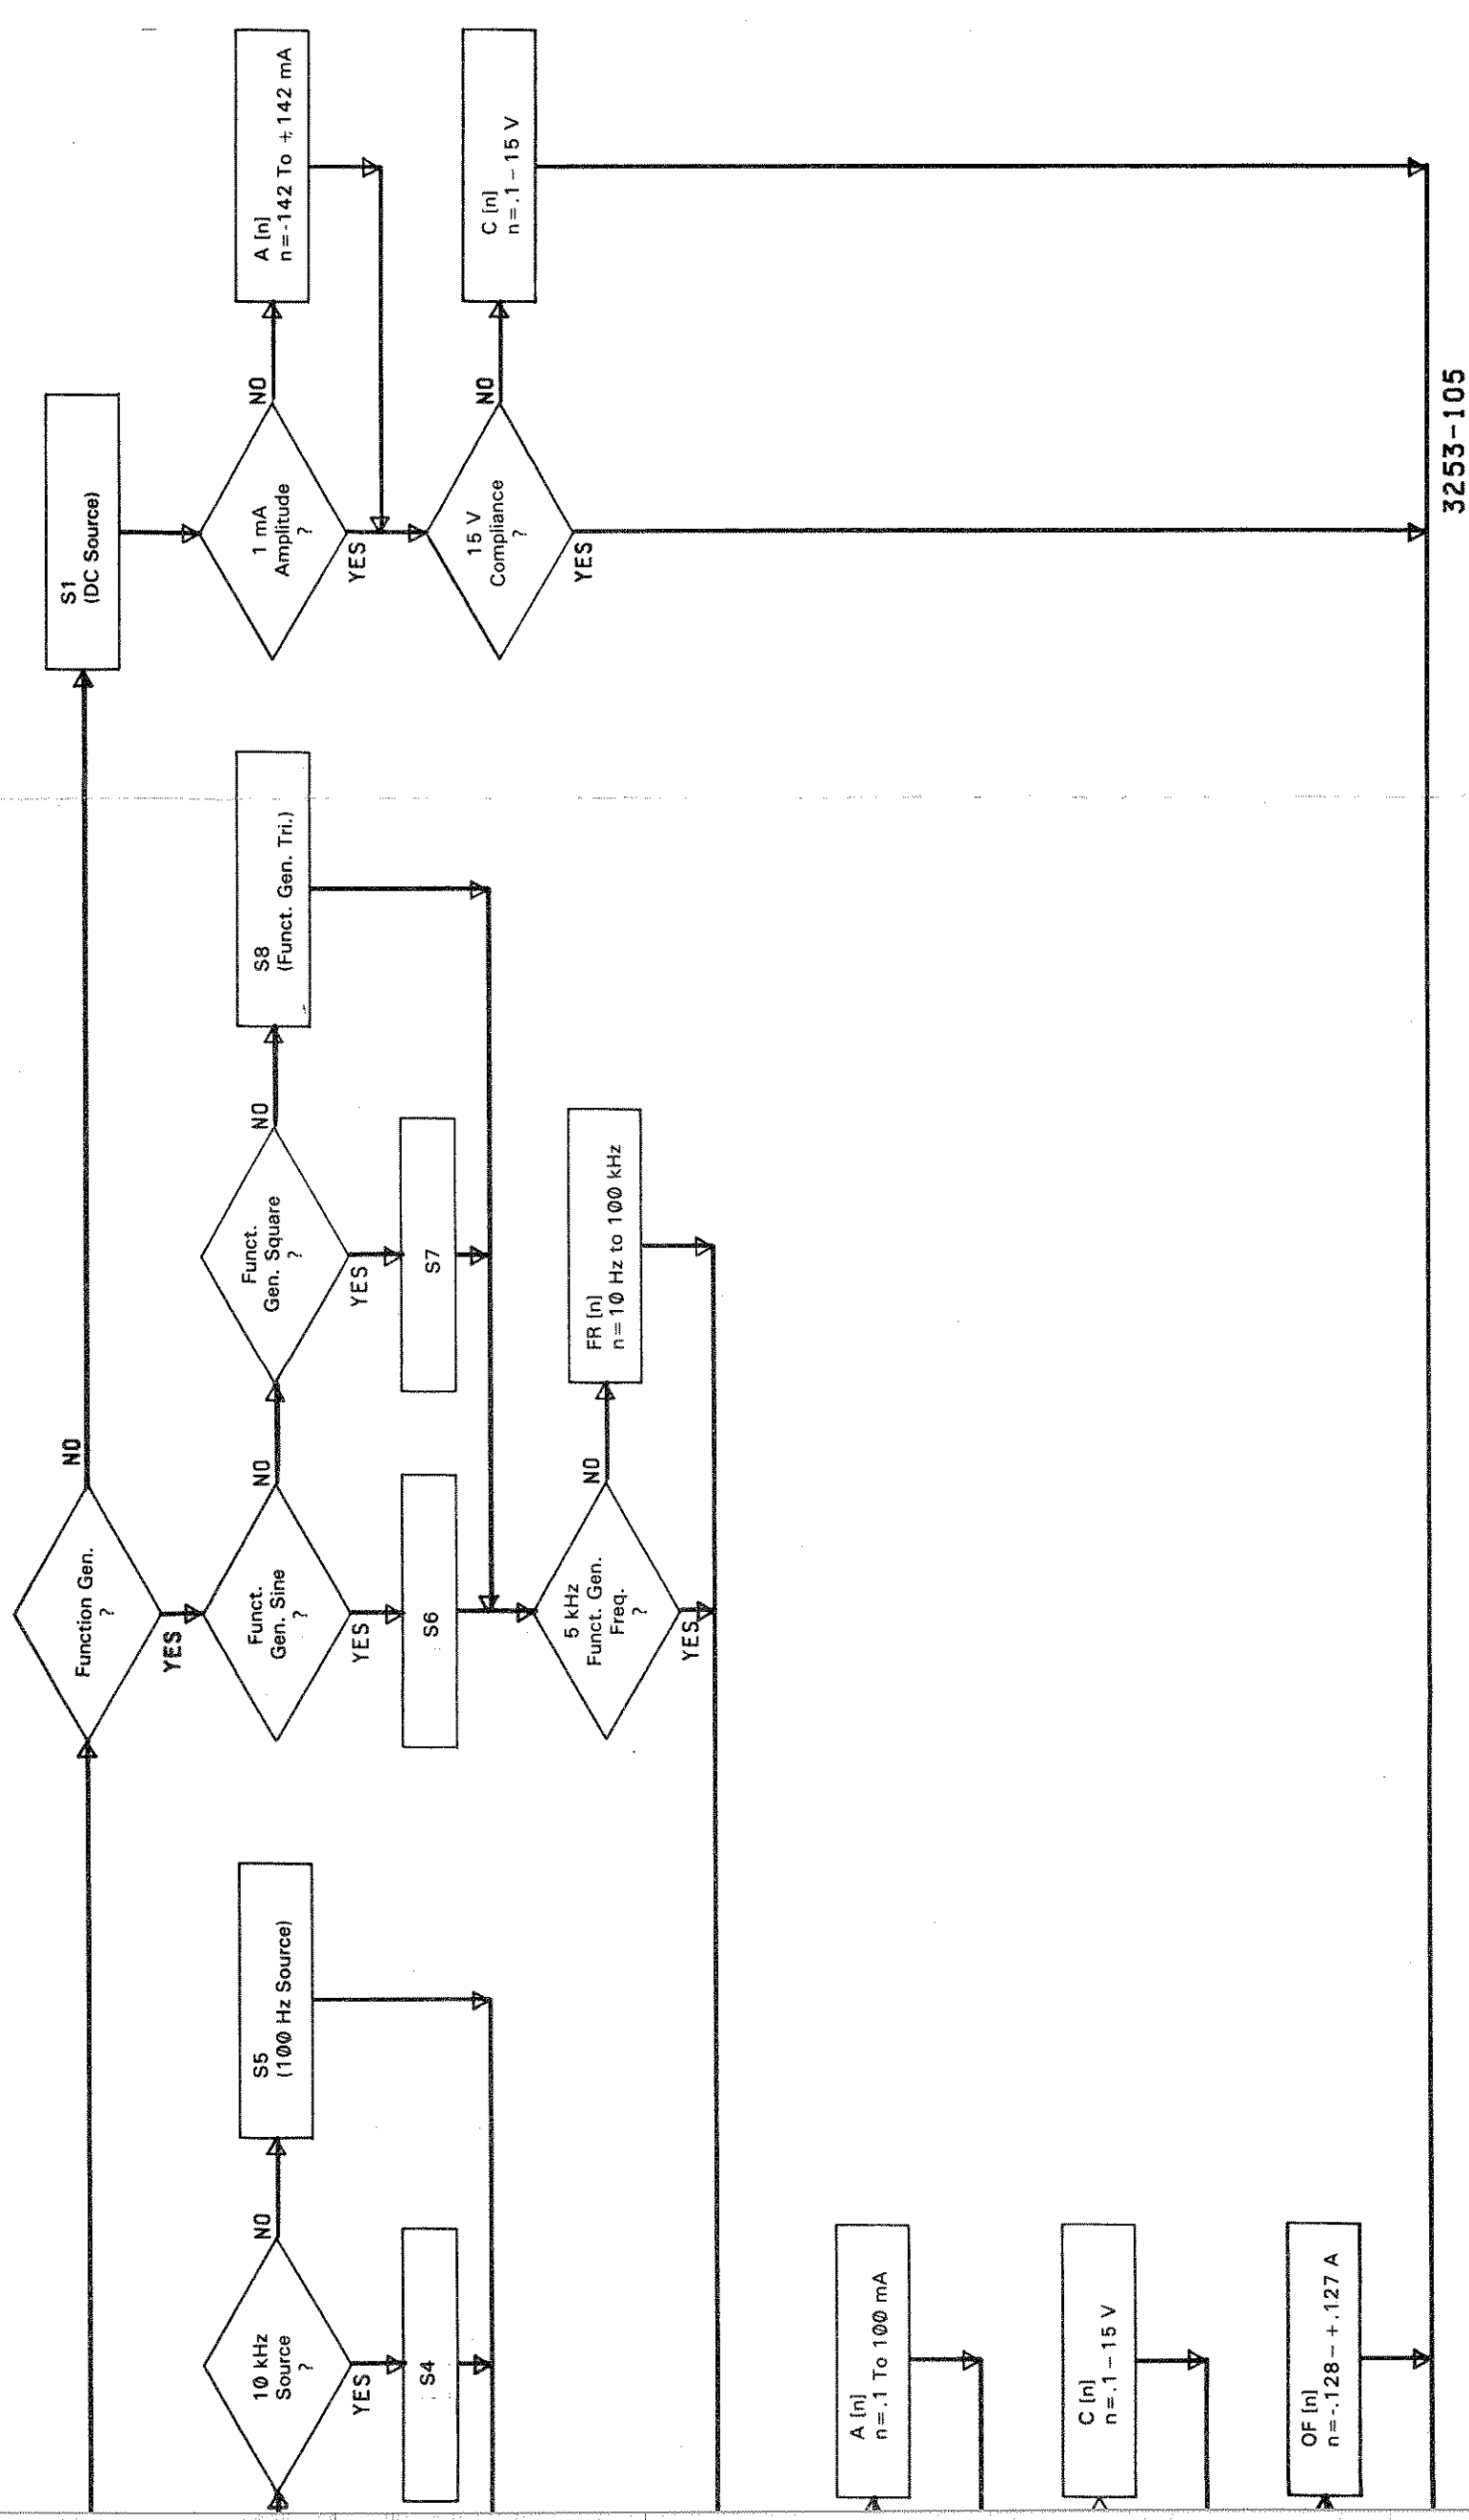 Function Gen.
?
NO
YES
S1
(DC Source)
10 kHz
Source
?
NO
YES
S5
(100 Hz Source)
S4
Funct.
Gen. Sine
?
NO
YES
S6
Funct.
Gen. Square
?
NO
YES
S7
S8
(Funct. Gen. Tri.)
5 kHz
Funct. Gen.
Freq.
?
NO
YES
FR [n]
n=10 Hz to 100 kHz
1 mA
Amplitude
?
NO
YES
A [n]
n=-142 To +142 mA
15 V
Compliance
?
NO
YES
C [n]
n=.1-15 V
A [n]
n=.1 To 100 mA
C [n]
n=.1-15 V
OF [n]
n=-.128- +.127 A
3253-105